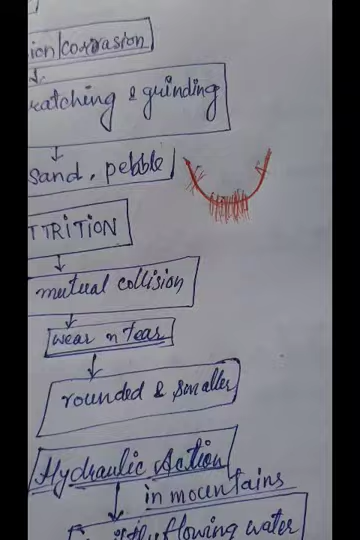 ion/corrasion
ratching & grinding
sand, pebble
TTRITION
mutual collision
wear n tear
rounded & smaller
Hydraulic Action
in mountains
flowing water